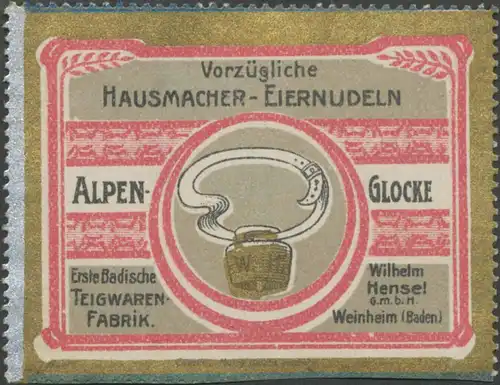 Vorzügliche
HAUSMACHER-EIERNUDELN
ALPEN-
GLOCKE
W H
Erste Badische
TEIGWAREN-
FABRIK.
Wilhelm
Hensel
G.m.b.H.
Weinheim (Baden)